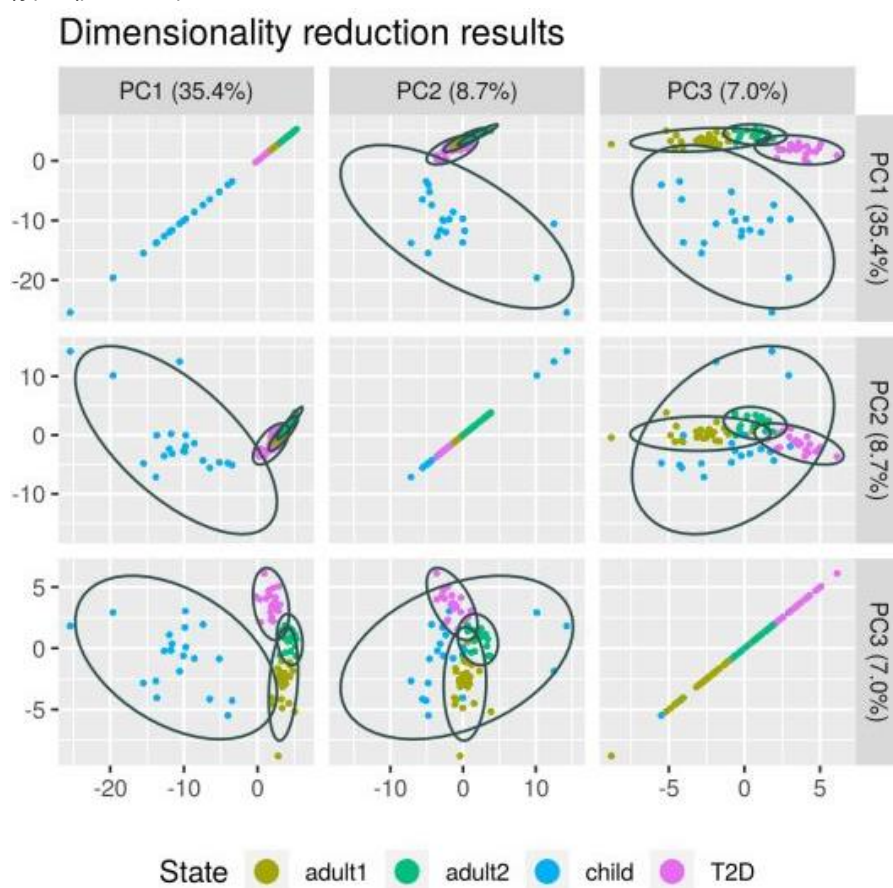 Dimensionality reduction results
PC1 (35.4%) PC2 (8.7%) PC3 (7.0%)
0
-10
-20
PC1 (35.4%)
10
0
-10
PC2 (8.7%)
5
0
-5
PC3 (7.0%)
-20 -10 0 -10 0 10 -5 0 5
State adult1 adult2 child T2D